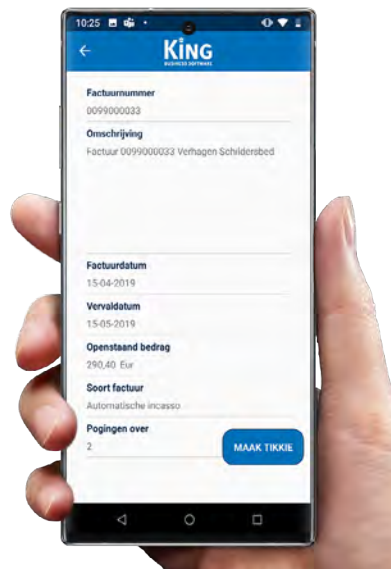 10:25
KING
BUSINESS SOFTWARE
Factuurnummer
0099000033
Omschrijving
Factuur 0099000033 Verhagen Schildersbed
Factuurdatum
15-04-2019
Vervaldatum
15-05-2019
Openstaand bedrag
290,40 Eur
Soort factuur
Automatische incasso
Pogingen over
2
MAAK TIKKIE